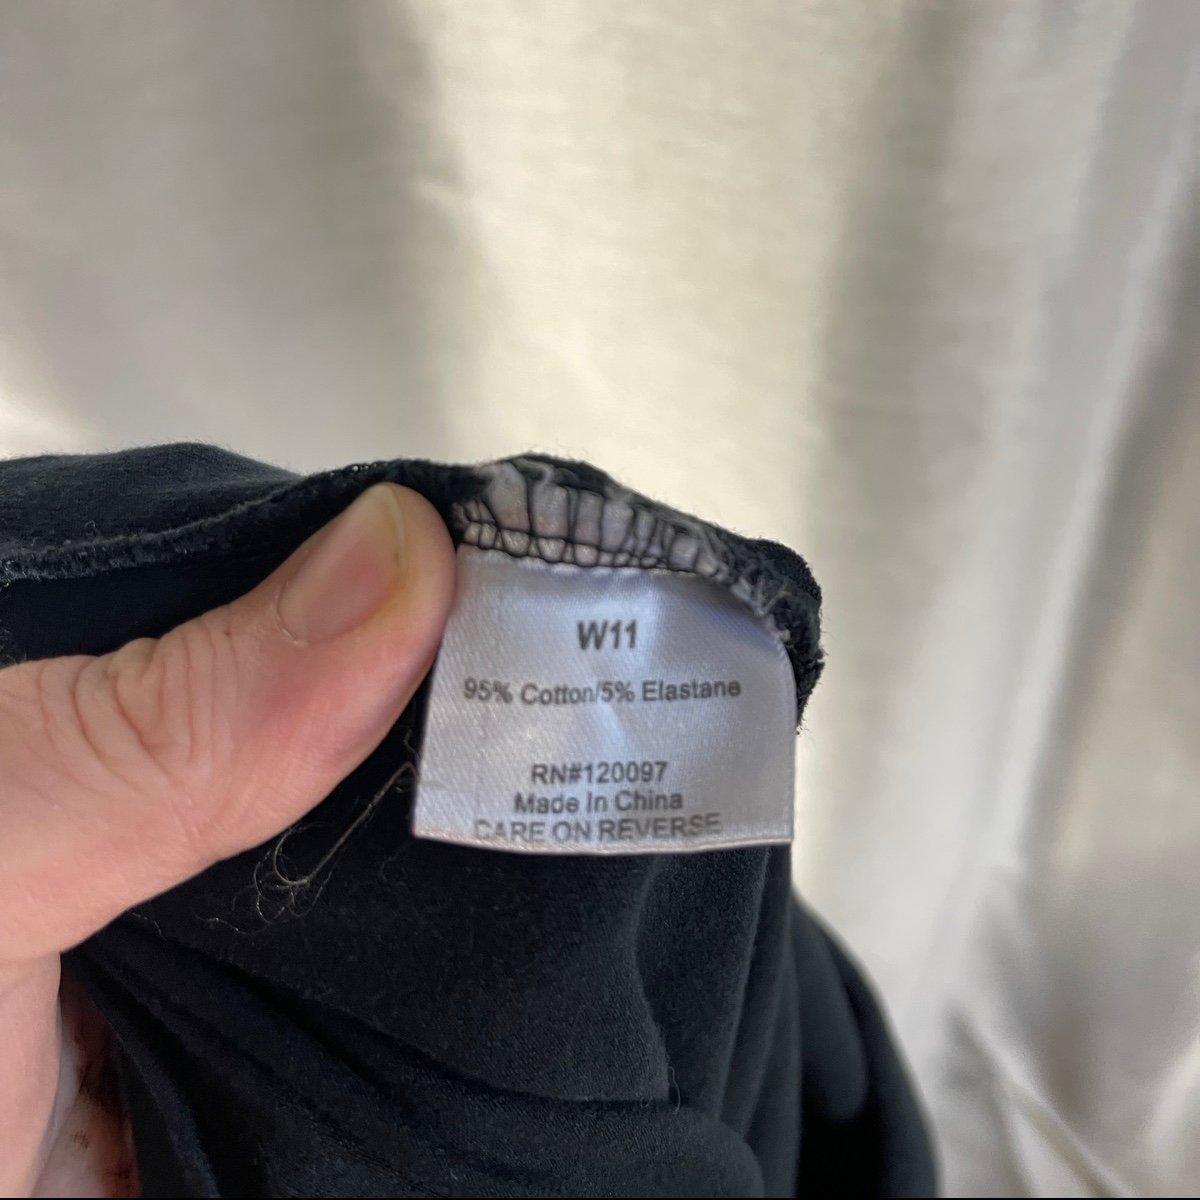 W11
95% Cotton/5% Elastane
RN#120097
Made In China
CARE ON REVERSE